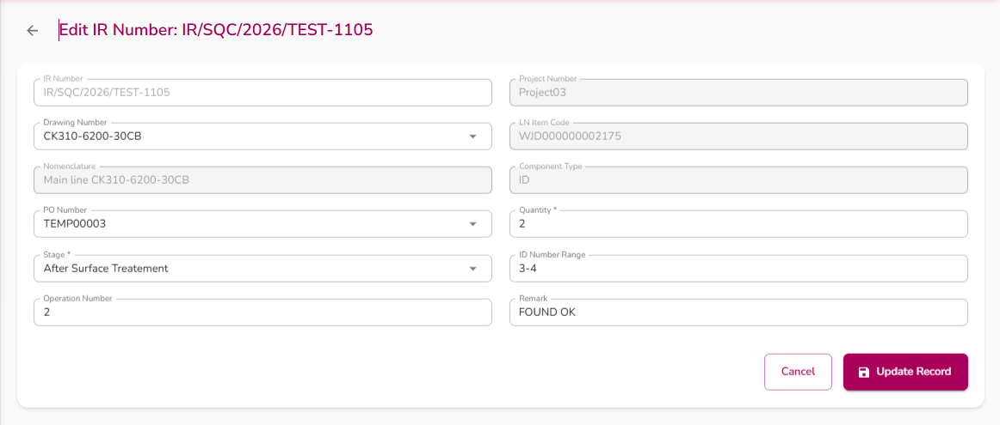 Edit IR Number: IR/SQC/2026/TEST-1105
IR Number
IR/SQC/2026/TEST-1105
Project Number
Project03
Drawing Number
CK310-6200-30CB
LN Item Code
WJD000000002175
Nomenclature
Main line CK310-6200-30CB
Component Type
ID
PO Number
TEMP00003
Quantity *
2
Stage *
After Surface Treatement
ID Number Range
3-4
Operation Number
2
Remark
FOUND OK
Cancel
Update Record